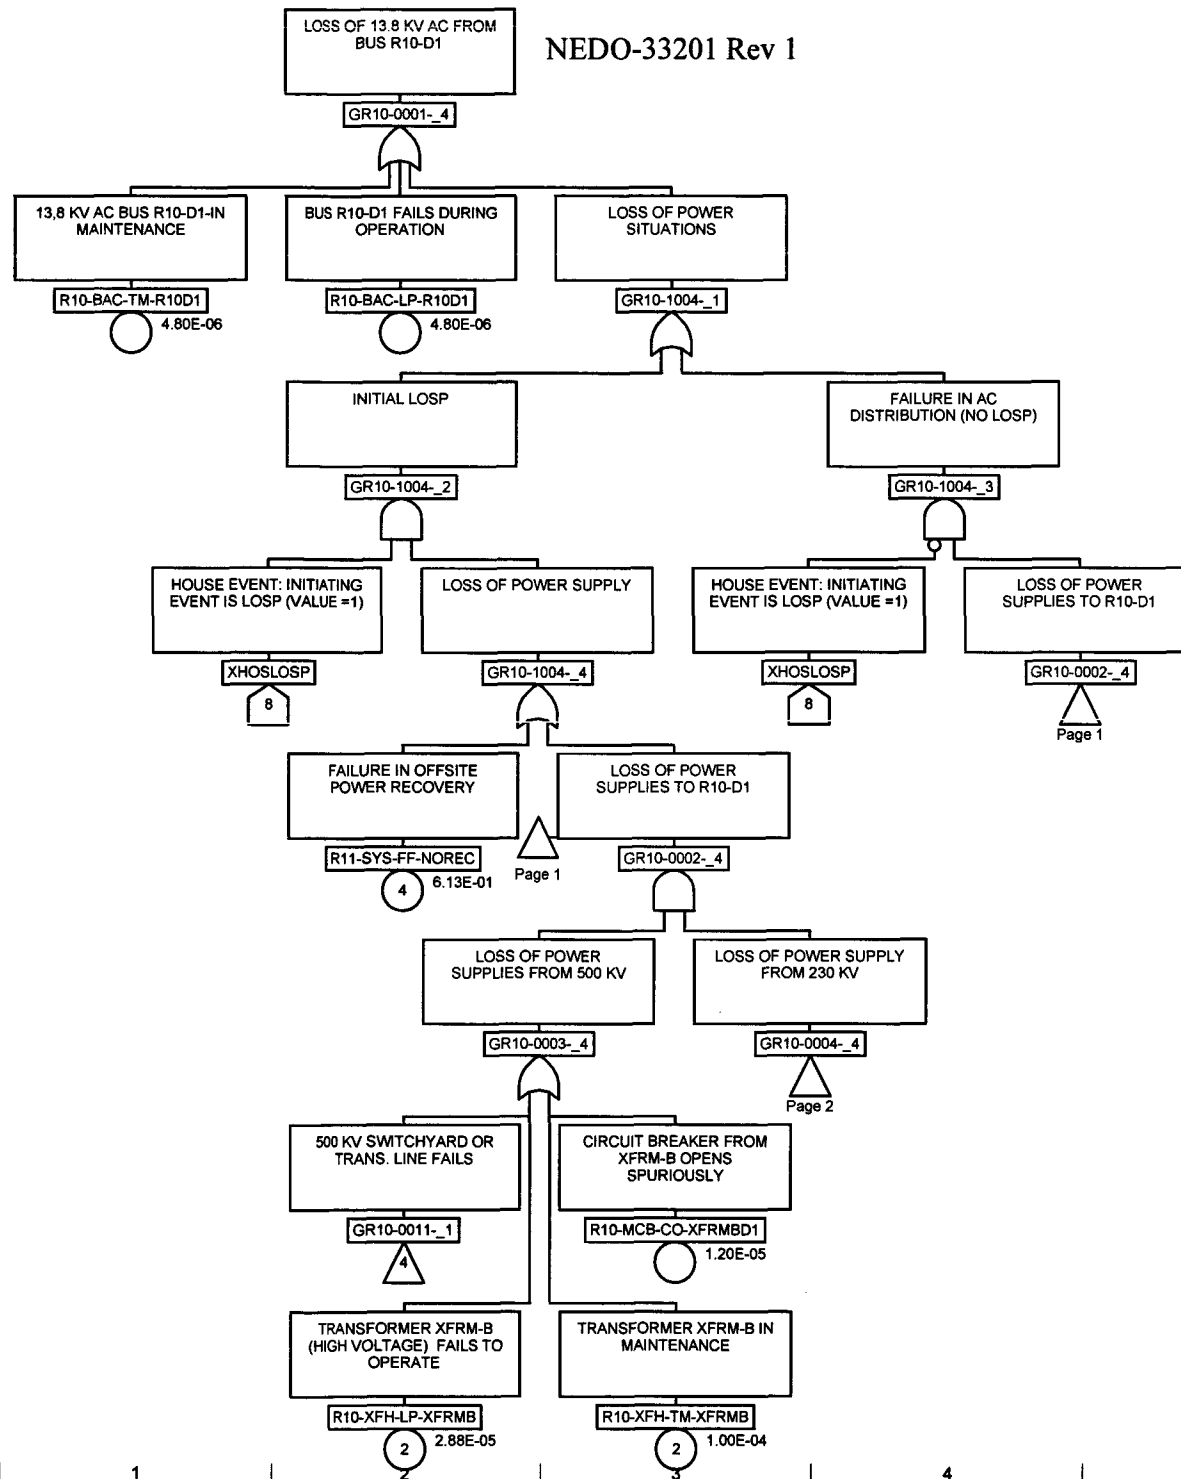 LOSS OF 13.8 KV AC FROM
BUS R10-D1
NEDO-33201 Rev 1
GR10-0001-_4
13,8 KV AC BUS R10-D1-IN
MAINTENANCE
R10-BAC-TM-R10D1
4.80E-06
BUS R10-D1 FAILS DURING
OPERATION
R10-BAC-LP-R10D1
4.80E-06
LOSS OF POWER
SITUATIONS
GR10-1004-_1
INITIAL LOSP
GR10-1004-_2
FAILURE IN AC
DISTRIBUTION (NO LOSP)
GR10-1004-_3
HOUSE EVENT: INITIATING
EVENT IS LOSP (VALUE =1)
XHOSLOSP
8
LOSS OF POWER SUPPLY
GR10-1004-_4
HOUSE EVENT: INITIATING
EVENT IS LOSP (VALUE =1)
XHOSLOSP
8
LOSS OF POWER
SUPPLIES TO R10-D1
GR10-0002-_4
Page 1
FAILURE IN OFFSITE
POWER RECOVERY
R11-SYS-FF-NOREC
4
6.13E-01
Page 1
LOSS OF POWER
SUPPLIES TO R10-D1
GR10-0002-_4
LOSS OF POWER
SUPPLIES FROM 500 KV
GR10-0003-_4
LOSS OF POWER SUPPLY
FROM 230 KV
GR10-0004-_4
Page 2
500 KV SWITCHYARD OR
TRANS. LINE FAILS
GR10-0011-_1
4
CIRCUIT BREAKER FROM
XFRM-B OPENS
SPURIOUSLY
R10-MCB-CO-XFRMBD1
1.20E-05
TRANSFORMER XFRM-B
(HIGH VOLTAGE) FAILS TO
OPERATE
R10-XFH-LP-XFRMB
2
2.88E-05
TRANSFORMER XFRM-B IN
MAINTENANCE
R10-XFH-TM-XFRMB
2
1.00E-04
1
2
3
4